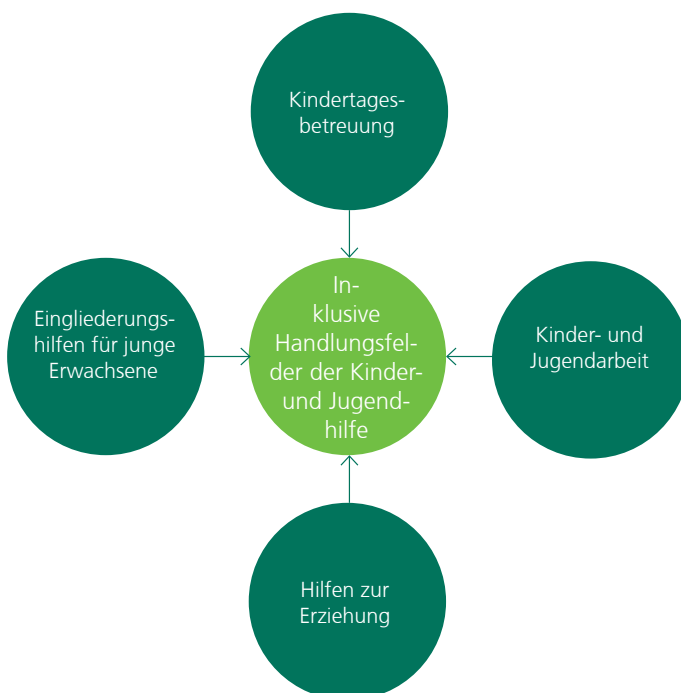 Kindertages-
betreuung
Eingliederungs-
hilfen für junge
Erwachsene
In-
klusive
Handlungsfel-
der der Kinder-
und Jugend-
hilfe
Kinder- und
Jugendarbeit
Hilfen zur
Erziehung